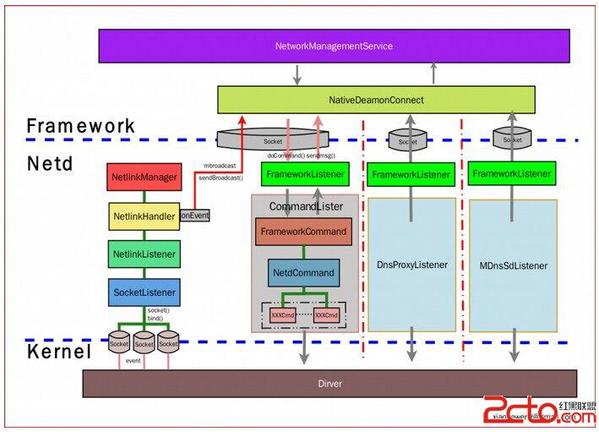 NetworkManagementService
NativeDeamonConnect
Framework
Socket
Socket
Socket
Netd
doCommand() sendmsg()
mbroadcast
sendBroadcast()
NetlinkManager
FrameworkListener
FrameworkListener
FrameworkListener
NetlinkHandler
onEvent
CommandLister
FrameworkCommand
NetlinkListener
NetdCommand
DnsProxyListener
MDnsSdListener
SocketListener
socket()
bind()
XXXCmd
XXXCmd
Socket
Socket
Socket
Kernel
event
Dirver
2cto.com
红黑联盟